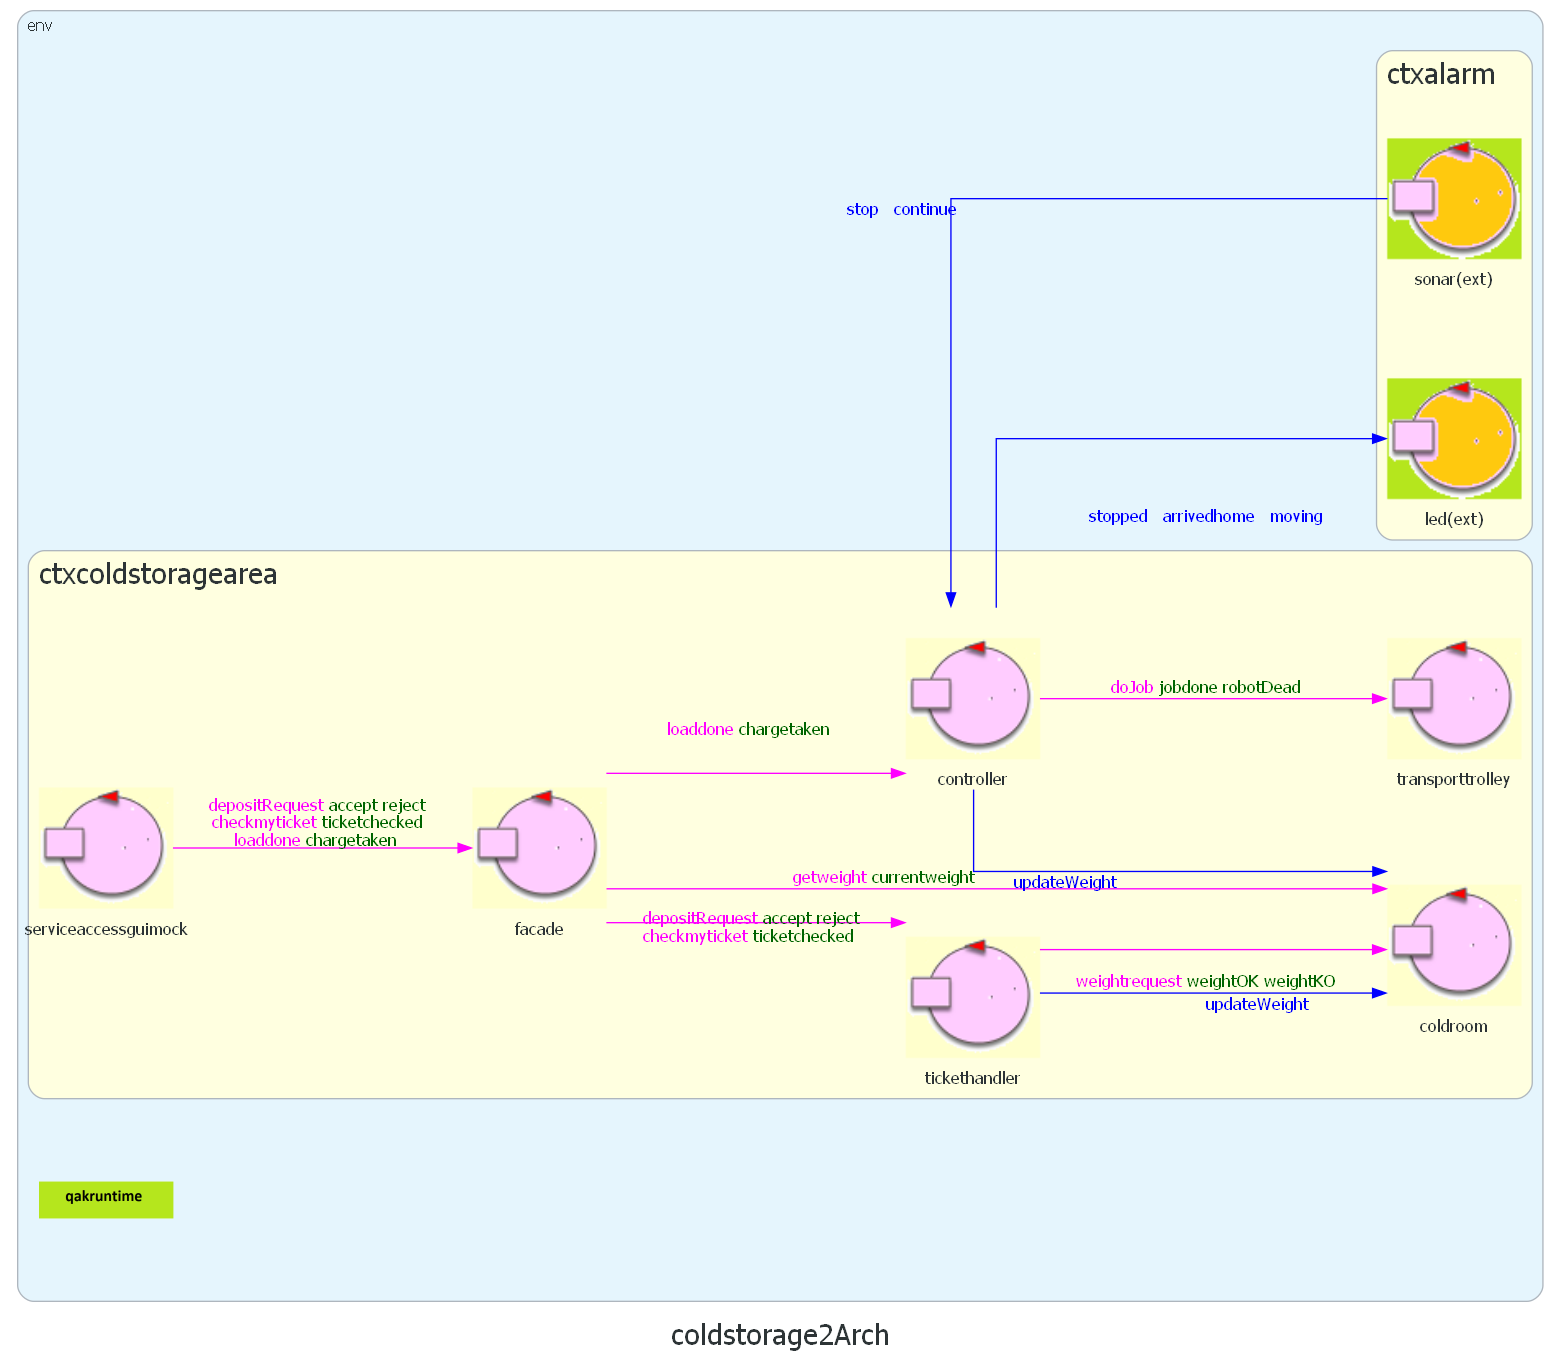 env
ctxalarm
sonar(ext)
stop continue
led(ext)
stopped arrivedhome moving
ctxcoldstoragearea
doJob jobdone robotDead
loaddone chargetaken
controller
transporttrolley
depositRequest accept reject
checkmyticket ticketchecked
loaddone chargetaken
getweight currentweight
updateWeight
serviceaccessguimock
facade
depositRequest accept reject
checkmyticket ticketchecked
weightrequest weightOK weightKO
updateWeight
coldroom
tickethandler
qakruntime
coldstorage2Arch